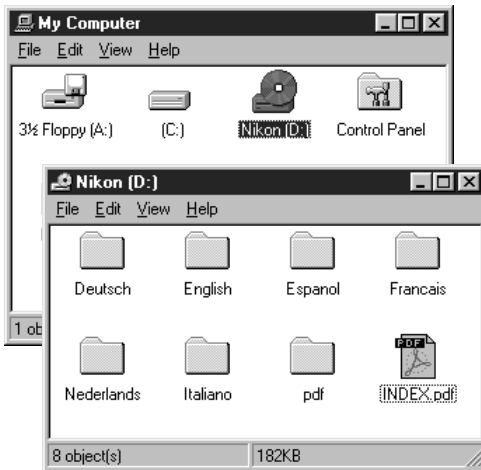 My Computer
File Edit View Help
3½ Floppy (A:) (C:) Nikon (D:) Control Panel
Nikon (D:)
File Edit View Help
Deutsch English Espanol Francais
PDF
Nederlands Italiano pdf INDEX.pdf
1 ob
8 object(s) 182KB